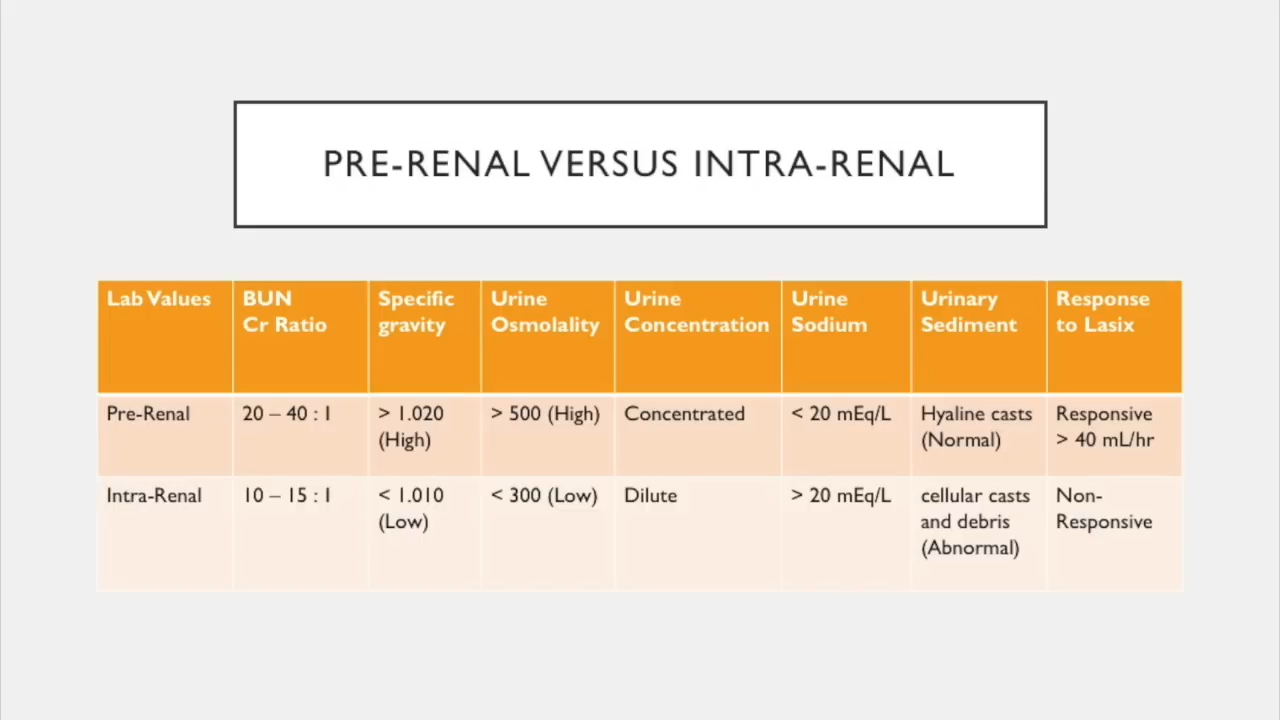 PRE-RENAL VERSUS INTRA-RENAL
Lab Values
BUN
Cr Ratio
Specific
gravity
Urine
Osmolality
Urine
Concentration
Urine
Sodium
Urinary
Sediment
Response
to Lasix
Pre-Renal
20 – 40 : 1
> 1.020
(High)
> 500 (High)
Concentrated
< 20 mEq/L
Hyaline casts
(Normal)
Responsive
> 40 mL/hr
Intra-Renal
10 – 15 : 1
< 1.010
(Low)
< 300 (Low)
Dilute
> 20 mEq/L
cellular casts
and debris
(Abnormal)
Non-
Responsive